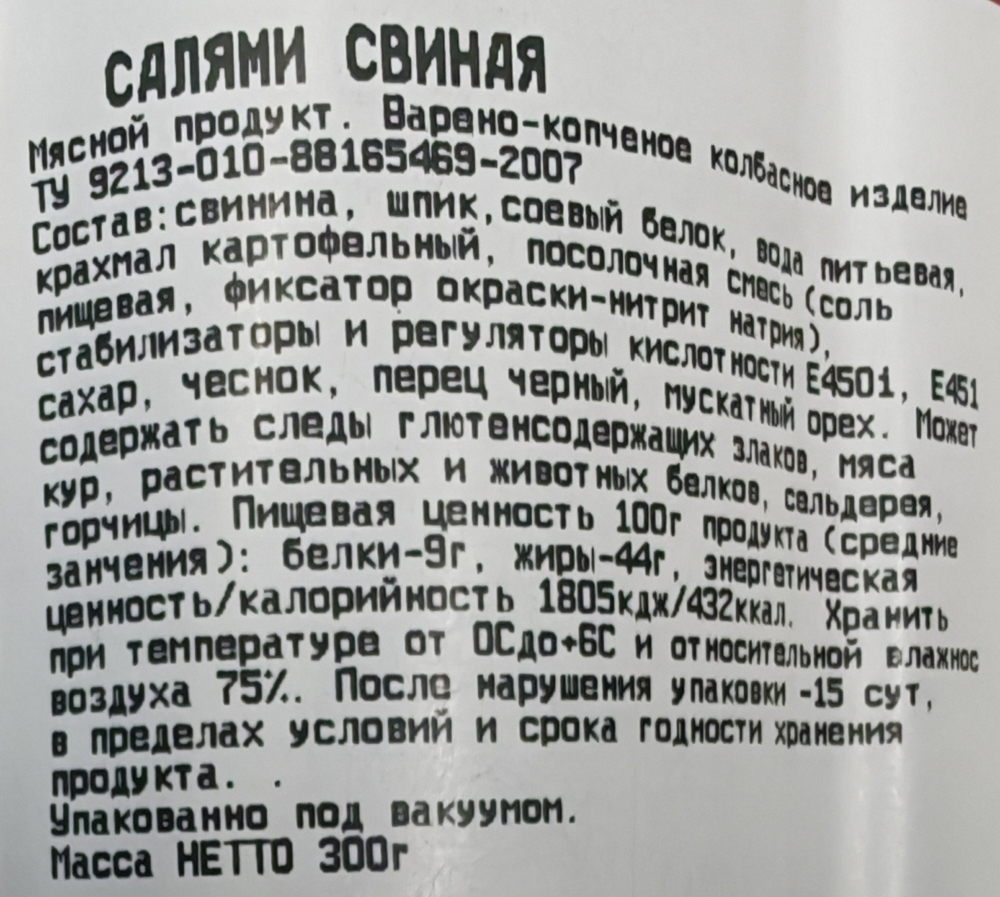 САЛЯМИ СВИНАЯ
Мясной продукт. Варено-копченое колбасное изделие
ТУ 9213-010-88165469-2007
Состав:свинина, шпик,соевый белок, вода питьевая,
крахмал картофельный, посолочная смесь (соль
пищевая, фиксатор окраски-нитрит натрия),
стабилизаторы и регуляторы кислотности Е450i, Е451
сахар, чеснок, перец черный, мускатный орех. Может
содержать следы глютенсодержащих злаков, мяса
кур, растительных и животных белков, сельдерея,
горчицы. Пищевая ценность 100г продукта (средние
занчения): белки-9г, жиры-44г, энергетическая
ценность/калорийность 1805кдж/432ккал. Хранить
при температуре от 0Сдо+6С и относительной влажнос
воздуха 75%. После нарушения упаковки -15 сут,
в пределах условий и срока годности хранения
продукта. .
Упакованно под вакуумом.
Масса НЕТТО 300г